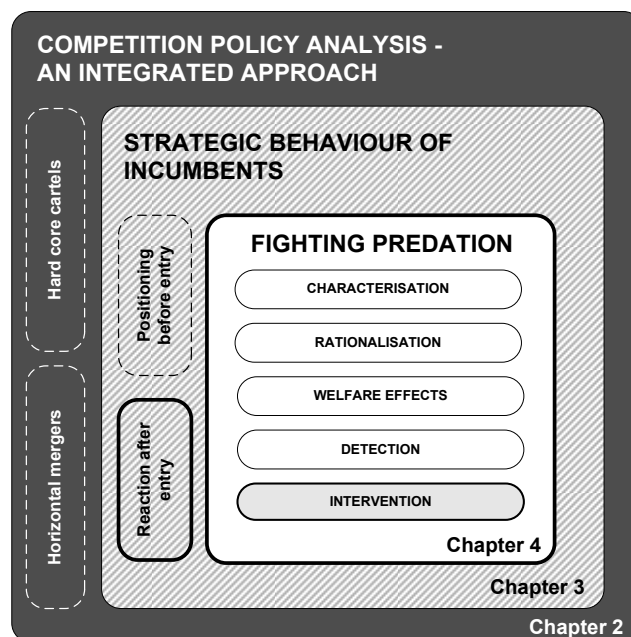 COMPETITION POLICY ANALYSIS -
AN INTEGRATED APPROACH
Hard core cartels
Horizontal mergers
STRATEGIC BEHAVIOUR OF
INCUMBENTS
Positioning
before entry
Reaction after
entry
FIGHTING PREDATION
CHARACTERISATION
RATIONALISATION
WELFARE EFFECTS
DETECTION
INTERVENTION
Chapter 4
Chapter 3
Chapter 2